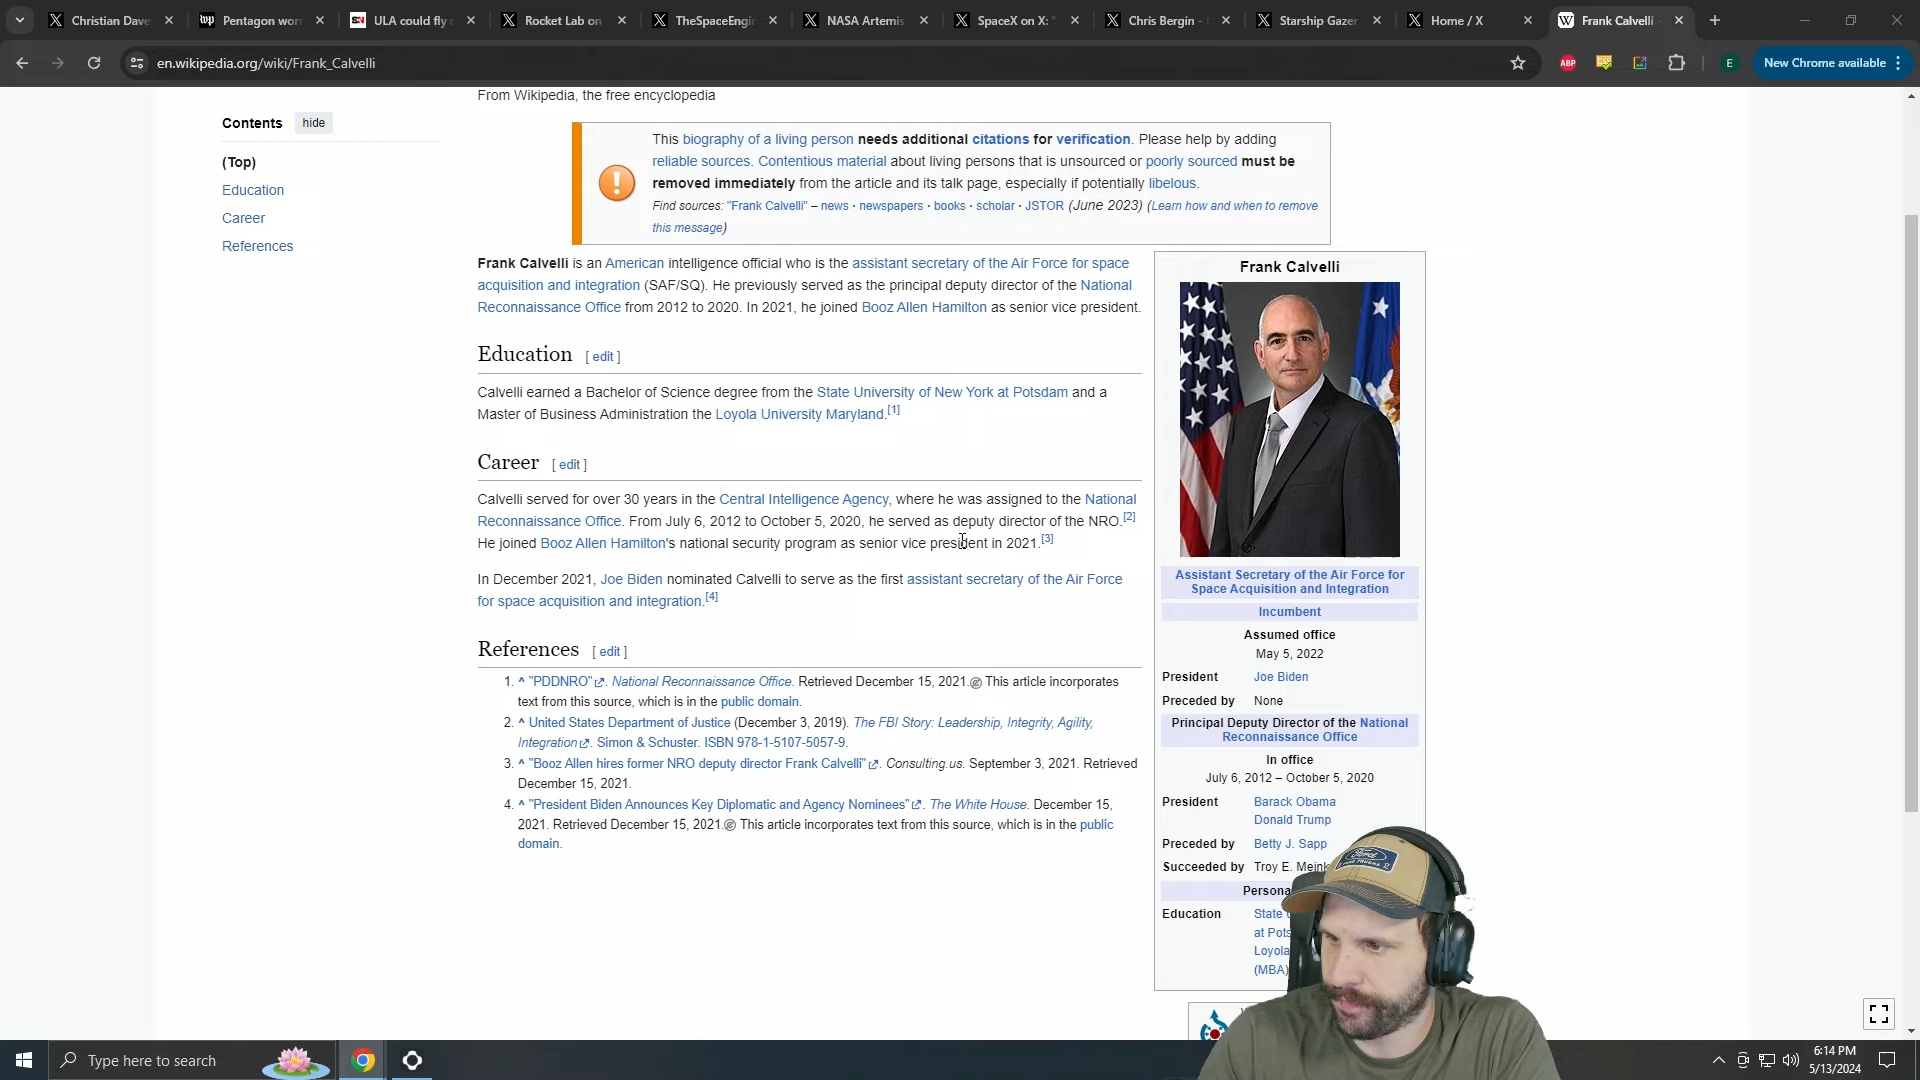 Christian Dave
Pentagon worr
ULA could fly
Rocket Lab on
TheSpaceEngin
NASA Artemis
SpaceX on X: "
Chris Bergin -
Starship Gazer
Home / X
Frank Calvelli -
en.wikipedia.org/wiki/Frank_Calvelli
ABP
E
New Chrome available
From Wikipedia, the free encyclopedia
Contents hide
(Top)
Education
Career
References
This biography of a living person needs additional citations for verification. Please help by adding
reliable sources. Contentious material about living persons that is unsourced or poorly sourced must be
removed immediately from the article and its talk page, especially if potentially libelous.
Find sources: "Frank Calvelli" – news · newspapers · books · scholar · JSTOR (June 2023) (Learn how and when to remove
this message)
Frank Calvelli is an American intelligence official who is the assistant secretary of the Air Force for space
acquisition and integration (SAF/SQ). He previously served as the principal deputy director of the National
Reconnaissance Office from 2012 to 2020. In 2021, he joined Booz Allen Hamilton as senior vice president.
Education [ edit ]
Calvelli earned a Bachelor of Science degree from the State University of New York at Potsdam and a
Master of Business Administration the Loyola University Maryland.[1]
Career [ edit ]
Calvelli served for over 30 years in the Central Intelligence Agency, where he was assigned to the National
Reconnaissance Office. From July 6, 2012 to October 5, 2020, he served as deputy director of the NRO.[2]
He joined Booz Allen Hamilton's national security program as senior vice president in 2021.[3]
In December 2021, Joe Biden nominated Calvelli to serve as the first assistant secretary of the Air Force
for space acquisition and integration.[4]
References [ edit ]
1. ^ "PDDNRO". National Reconnaissance Office. Retrieved December 15, 2021. This article incorporates
text from this source, which is in the public domain.
2. ^ United States Department of Justice (December 3, 2019). The FBI Story: Leadership, Integrity, Agility,
Integration. Simon & Schuster. ISBN 978-1-5107-5057-9.
3. ^ "Booz Allen hires former NRO deputy director Frank Calvelli". Consulting.us. September 3, 2021. Retrieved
December 15, 2021.
4. ^ "President Biden Announces Key Diplomatic and Agency Nominees". The White House. December 15,
2021. Retrieved December 15, 2021. This article incorporates text from this source, which is in the public
domain.
Frank Calvelli
Assistant Secretary of the Air Force for
Space Acquisition and Integration
Incumbent
Assumed office
May 5, 2022
President Joe Biden
Preceded by None
Principal Deputy Director of the National
Reconnaissance Office
In office
July 6, 2012 – October 5, 2020
President Barack Obama
Donald Trump
Preceded by Betty J. Sapp
Succeeded by Troy E. Meink
Persona
Education State
at Pots
Loyola
(MBA)
Ford
Type here to search
6:14 PM
5/13/2024